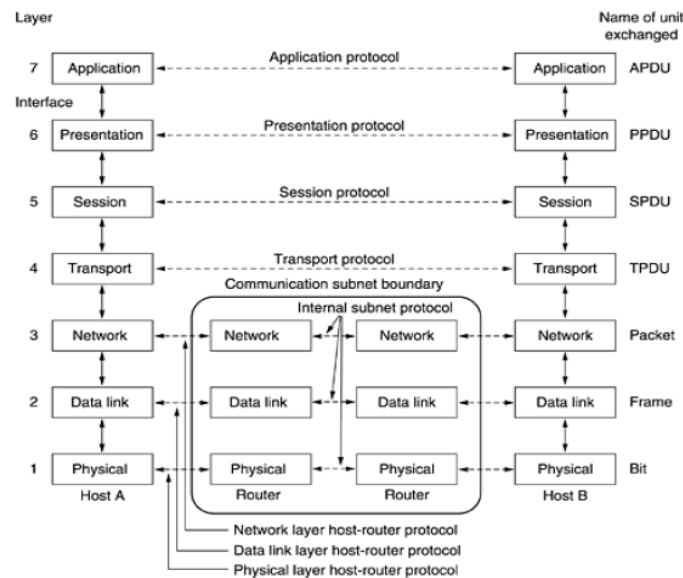 Layer
Name of unit exchanged
Application protocol
7 Application Application APDU
Interface
Presentation protocol
6 Presentation Presentation PPDU
Session protocol
5 Session Session SPDU
Transport protocol
4 Transport Transport TPDU
Communication subnet boundary
Internal subnet protocol
3 Network Network Network Network Packet
2 Data link Data link Data link Data link Frame
1 Physical Physical Physical Physical Bit
Host A Router Router Host B
Network layer host-router protocol
Data link layer host-router protocol
Physical layer host-router protocol